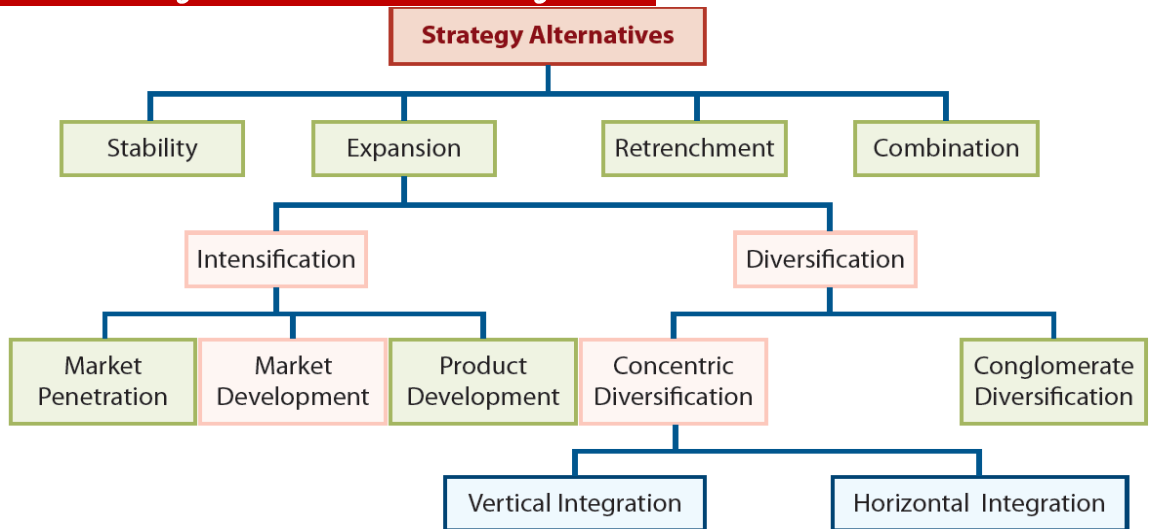 Strategy Alternatives
Stability
Expansion
Retrenchment
Combination
Intensification
Diversification
Market
Penetration
Market
Development
Product
Development
Concentric
Diversification
Conglomerate
Diversification
Vertical Integration
Horizontal Integration